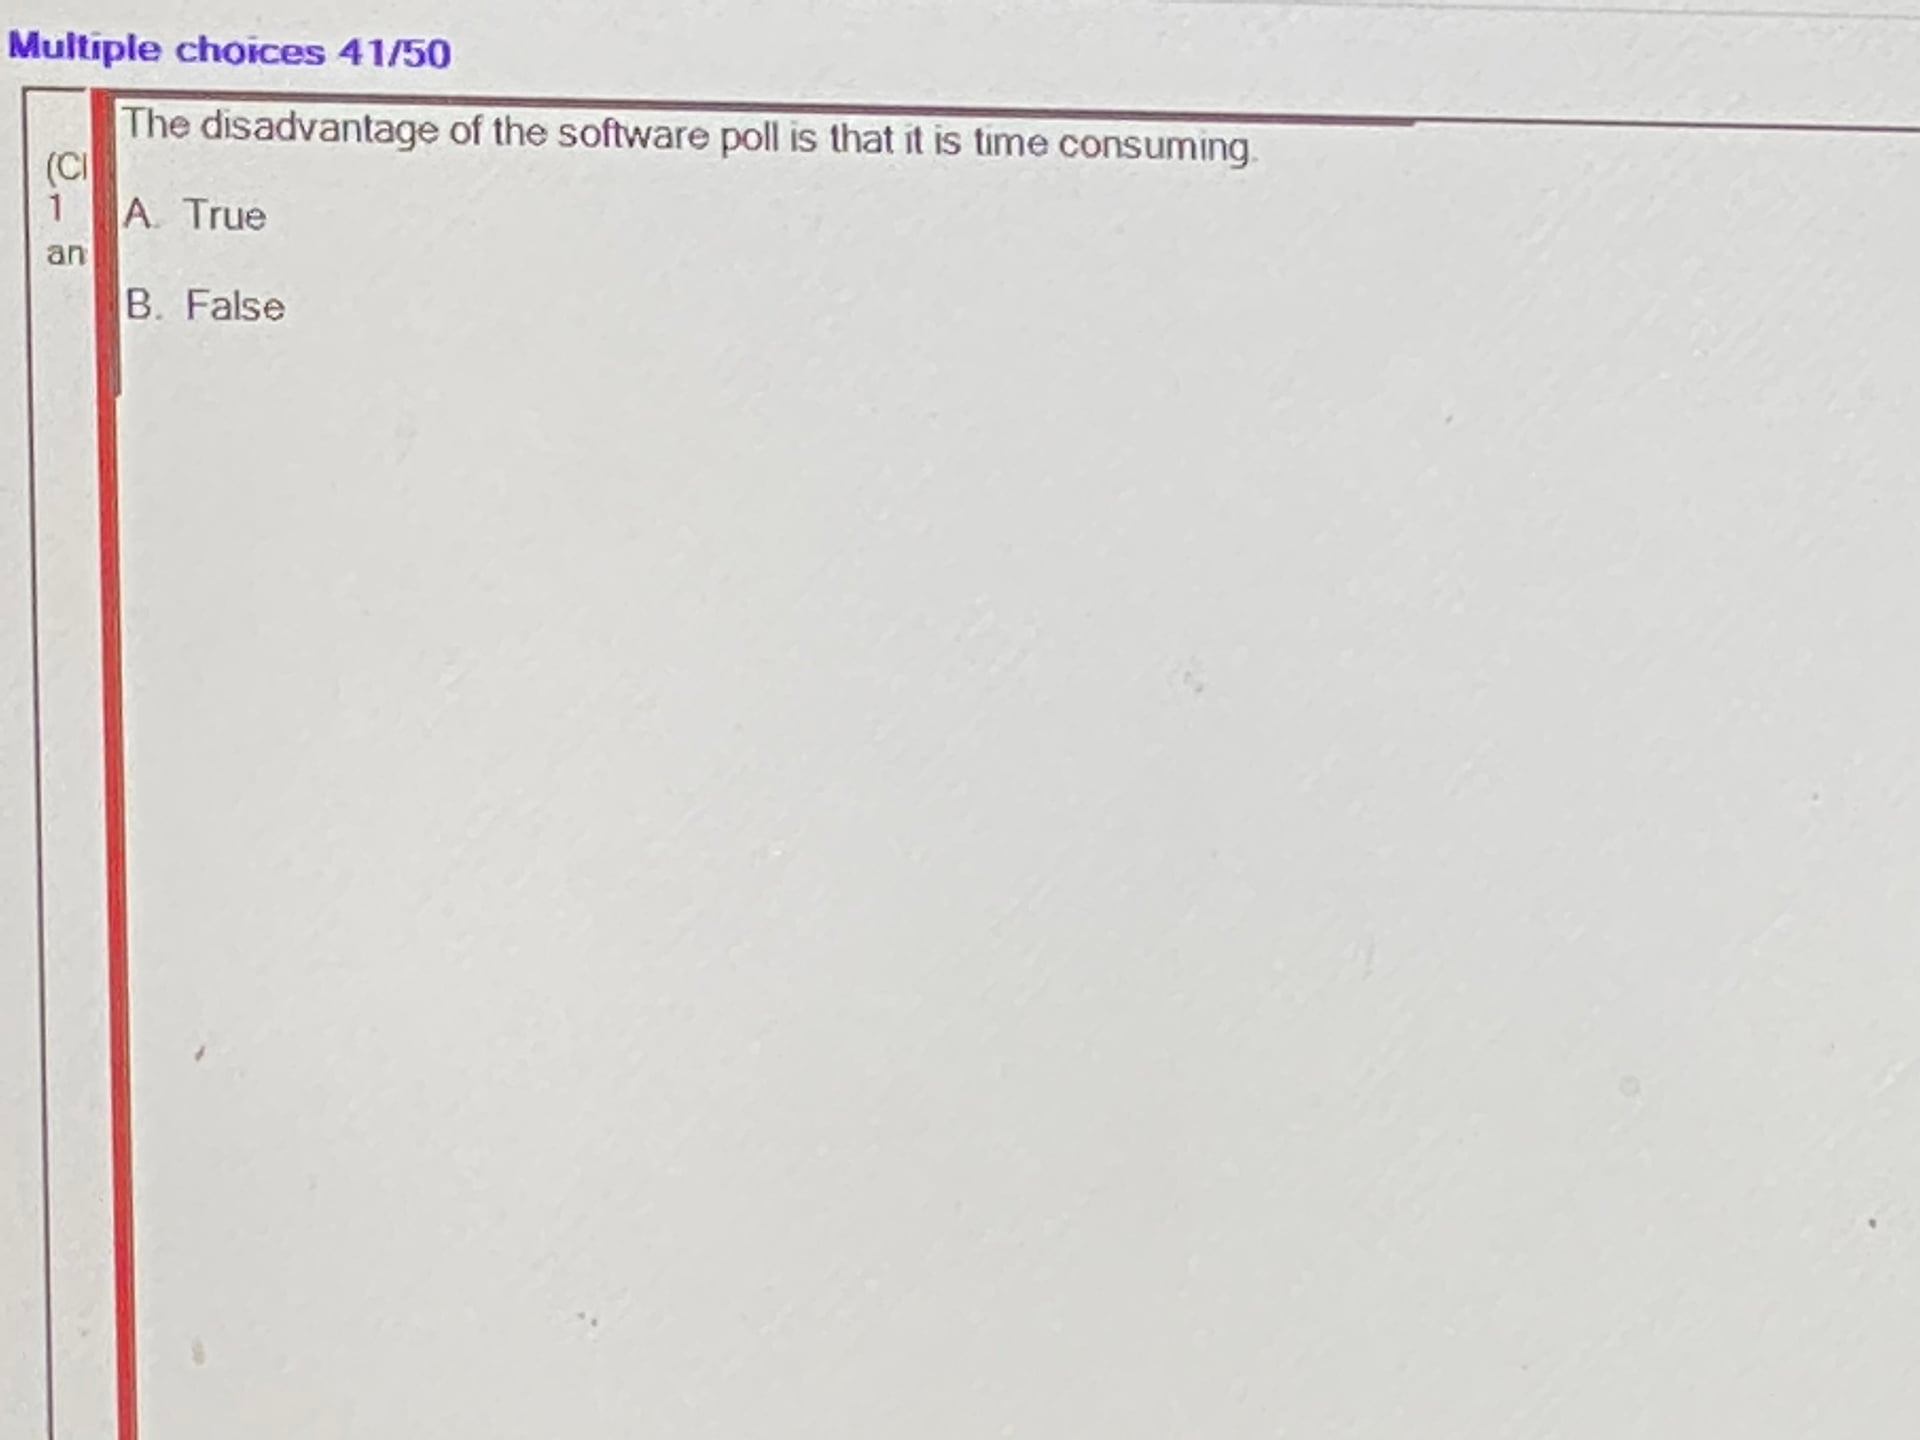 Multiple choices 41/50
The disadvantage of the software poll is that it is time consuming.
(Cl
1
an
A. True
B. False